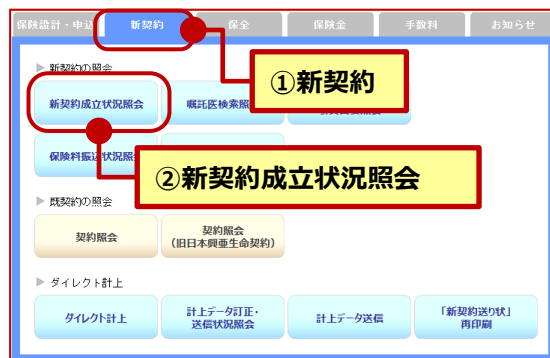 保険設計・申込 新契約 保全 保険金 手数料 お知らせ
▶ 新契約の照会
①新契約
新契約成立状況照会 嘱託医検索照
保険料振込状況照
②新契約成立状況照会
▶ 既契約の照会
契約照会 契約照会
(旧日本興亜生命契約)
▶ ダイレクト計上
ダイレクト計上 計上データ訂正・
送信状況照会 計上データ送信 「新契約送り状」
再印刷